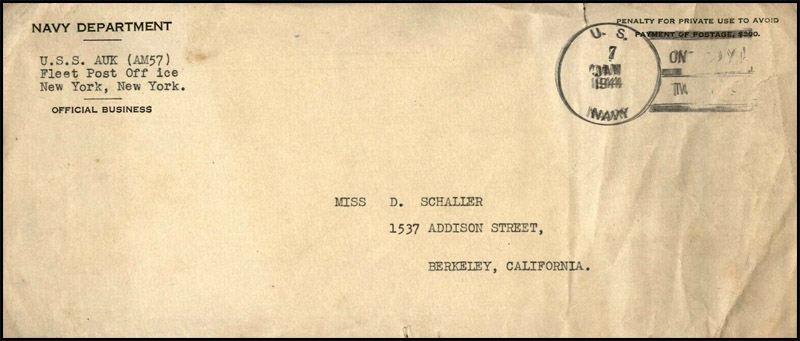 NAVY DEPARTMENT
U.S.S. AUK (AM57)
Fleet Post Off ice
New York, New York.
OFFICIAL BUSINESS
PENALTY FOR PRIVATE USE TO AVOID
PAYMENT OF POSTAGE, $300.
U. S.
7
JAN
1944
NAVY
ON
MISS D. SCHALLER
1537 ADDISON STREET,
BERKELEY, CALIFORNIA.